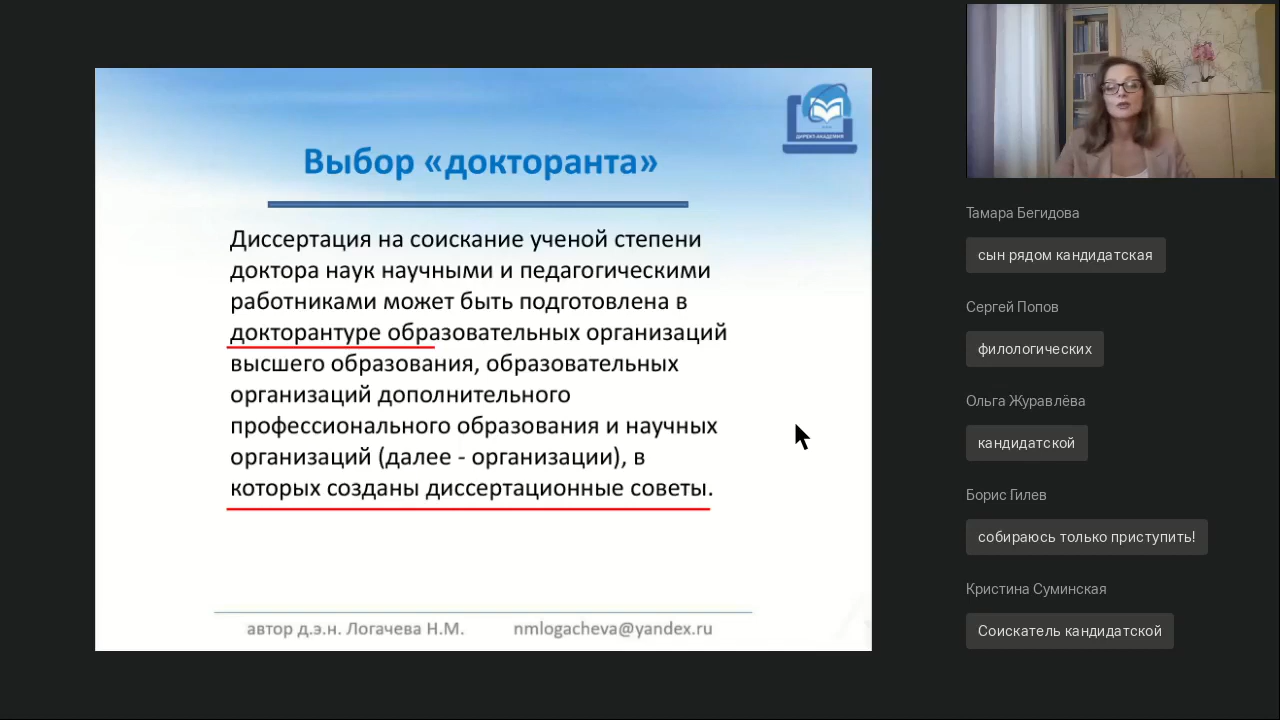 ДИРЕКТ-АКАДЕМИЯ
Выбор «докторанта»
Диссертация на соискание ученой степени
доктора наук научными и педагогическими
работниками может быть подготовлена в
докторантуре образовательных организаций
высшего образования, образовательных
организаций дополнительного
профессионального образования и научных
организаций (далее - организации), в
которых созданы диссертационные советы.
автор д.э.н. Логачева Н.М. nmlogacheva@yandex.ru
Тамара Бегидова
сын рядом кандидатская
Сергей Попов
филологических
Ольга Журавлёва
кандидатской
Борис Гилев
собираюсь только приступить!
Кристина Суминская
Соискатель кандидатской